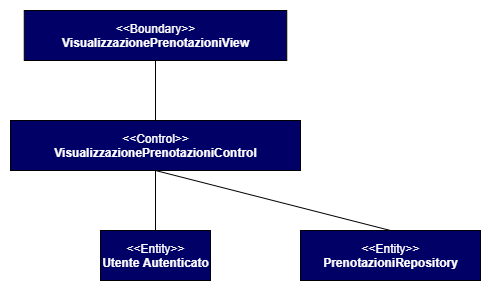 <<Boundary>>
VisualizzazionePrenotazioniView
<<Control>>
VisualizzazionePrenotazioniControl
<<Entity>>
Utente Autenticato
<<Entity>>
PrenotazioniRepository